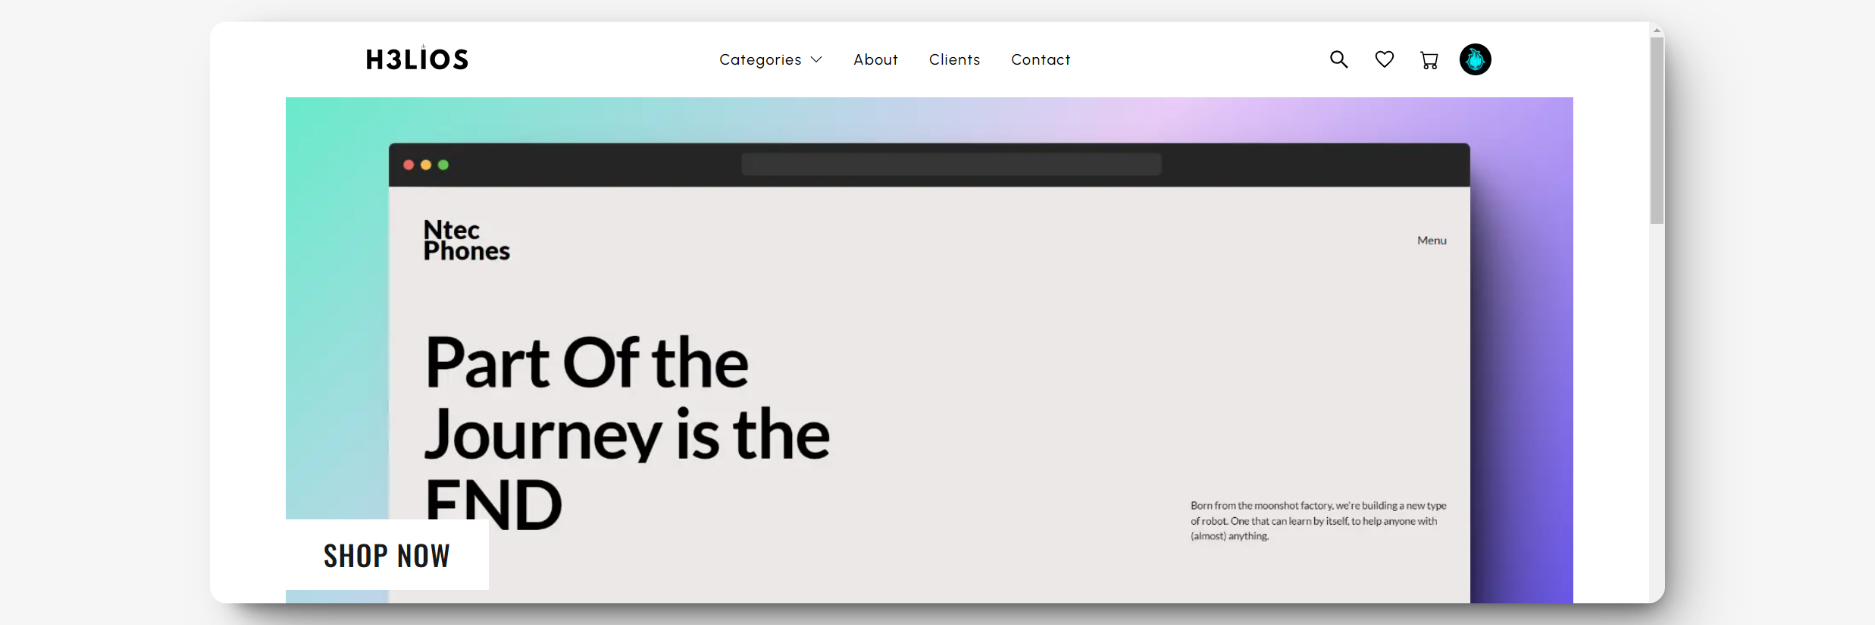 H3LIOS
Categories About Clients Contact
Ntec
Phones
Menu
Part Of the
Journey is the
END
Born from the moonshot factory, we're building a new type
of robot. One that can learn by itself, to help anyone with
(almost) anything.
SHOP NOW